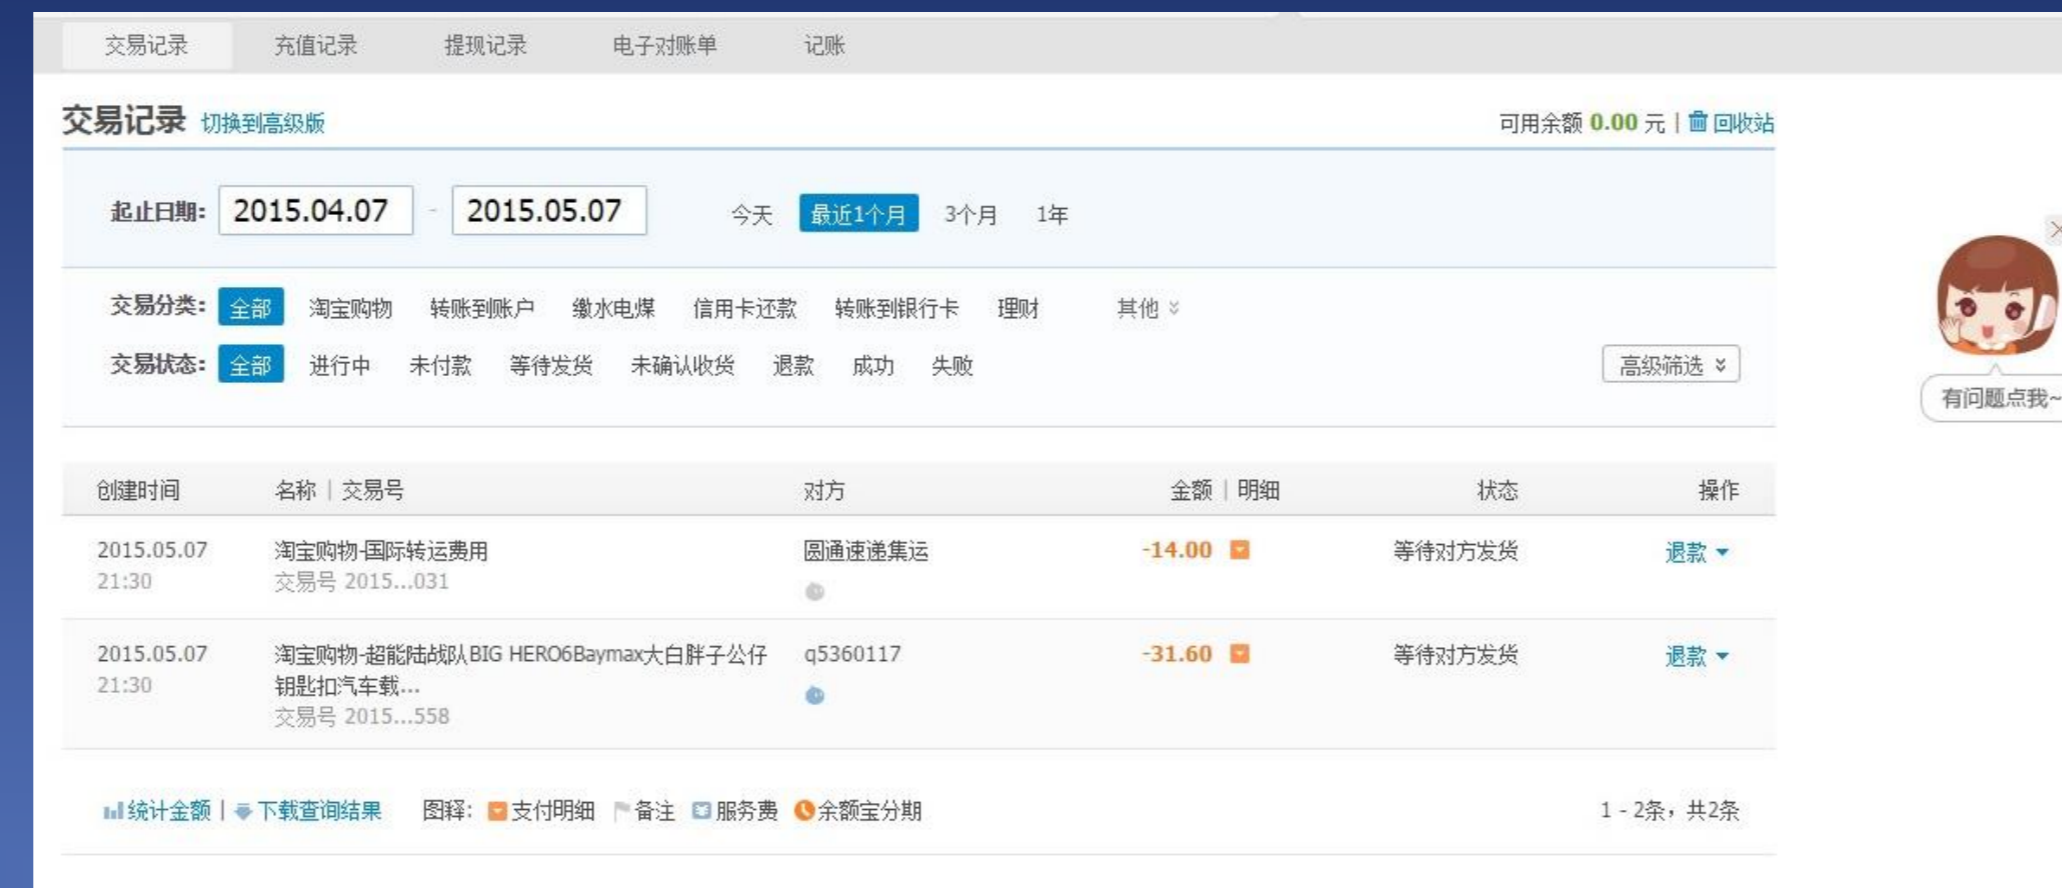 交易记录 充值记录 提现记录 电子对账单 记账
交易记录 切换到高级版 可用余额 0.00 元 | 回收站
起止日期: 2015.04.07 - 2015.05.07 今天 最近1个月 3个月 1年
交易分类: 全部 淘宝购物 转账到账户 缴水电煤 信用卡还款 转账到银行卡 理财 其他
交易状态: 全部 进行中 未付款 等待发货 未确认收货 退款 成功 失败 高级筛选
有问题点我~
创建时间 名称 | 交易号 对方 金额 | 明细 状态 操作
2015.05.07 淘宝购物-国际转运费用 圆通速递集运 -14.00 等待对方发货 退款
21:30 交易号 2015...031
2015.05.07 淘宝购物-超能陆战队BIG HERO6Baymax大白胖子公仔 q5360117 -31.60 等待对方发货 退款
21:30 钥匙扣汽车载...
交易号 2015...558
统计金额 | 下载查询结果 图释: 支付明细 备注 服务费 余额宝分期 1 - 2条，共2条